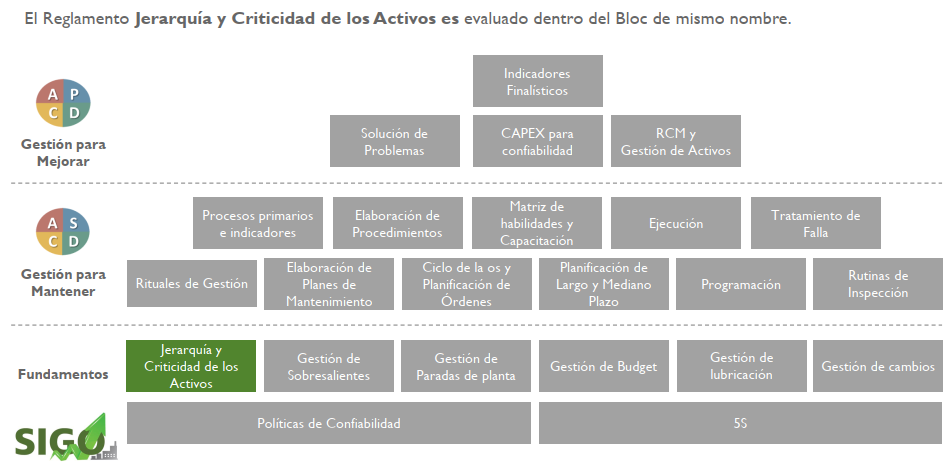 El Reglamento Jerarquía y Criticidad de los Activos es evaluado dentro del Bloc de mismo nombre.
Indicadores
Finalísticos
A P
C D
Gestión para
Mejorar
Solución de
Problemas
CAPEX para
confiabilidad
RCM y
Gestión de Activos
A S
C D
Gestión para
Mantener
Procesos primarios
e indicadores
Elaboración de
Procedimientos
Matriz de
habilidades y
Capacitación
Ejecución
Tratamiento de
Falla
Rituales de Gestión
Elaboración de
Planes de
Mantenimiento
Ciclo de la os y
Planificación de
Órdenes
Planificación de
Largo y Mediano
Plazo
Programación
Rutinas de
Inspección
Fundamentos
Jerarquía y
Criticidad de los
Activos
Gestión de
Sobresalientes
Gestión de
Paradas de planta
Gestión de Budget
Gestión de
lubricación
Gestión de cambios
SIGO
Políticas de Confiabilidad
5S